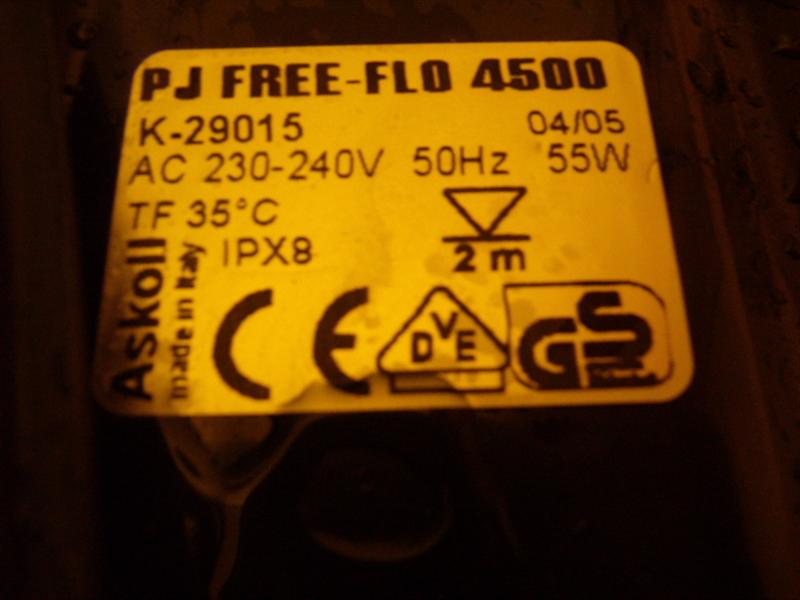 PJ FREE-FLO 4500
K-29015 04/05
AC 230-240V 50Hz 55W
TF 35°C
IPX8
2 m
Askoll
made in Italy
CE
DVE
GS